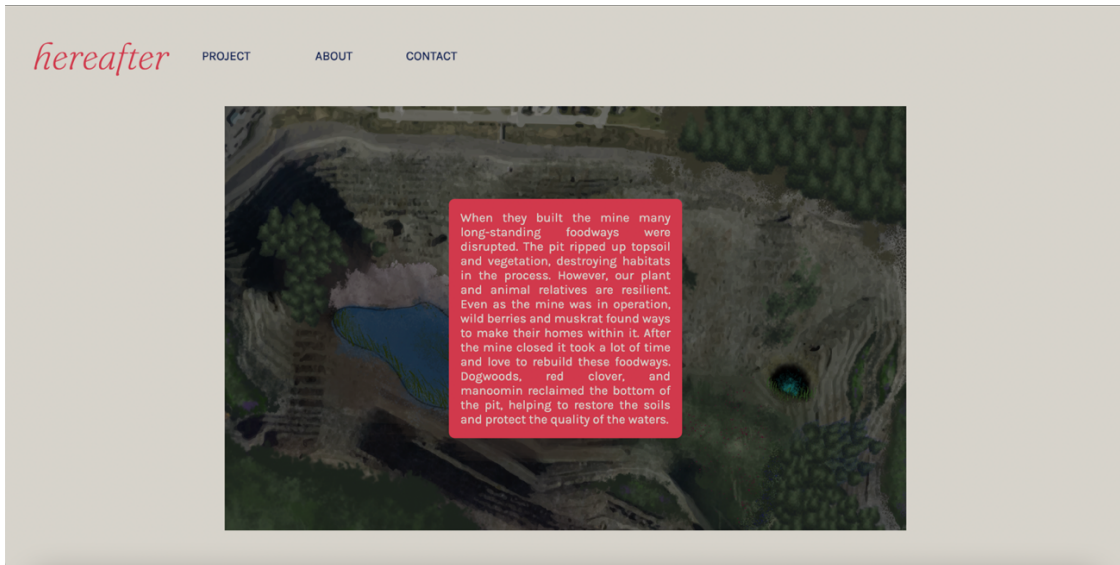 hereafter
PROJECT
ABOUT
CONTACT
When they built the mine many
long-standing foodways were
disrupted. The pit ripped up topsoil
and vegetation, destroying habitats
in the process. However, our plant
and animal relatives are resilient.
Even as the mine was in operation,
wild berries and muskrat found ways
to make their homes within it. After
the mine closed it took a lot of time
and love to rebuild these foodways.
Dogwoods, red clover, and
manoomin reclaimed the bottom of
the pit, helping to restore the soils
and protect the quality of the waters.